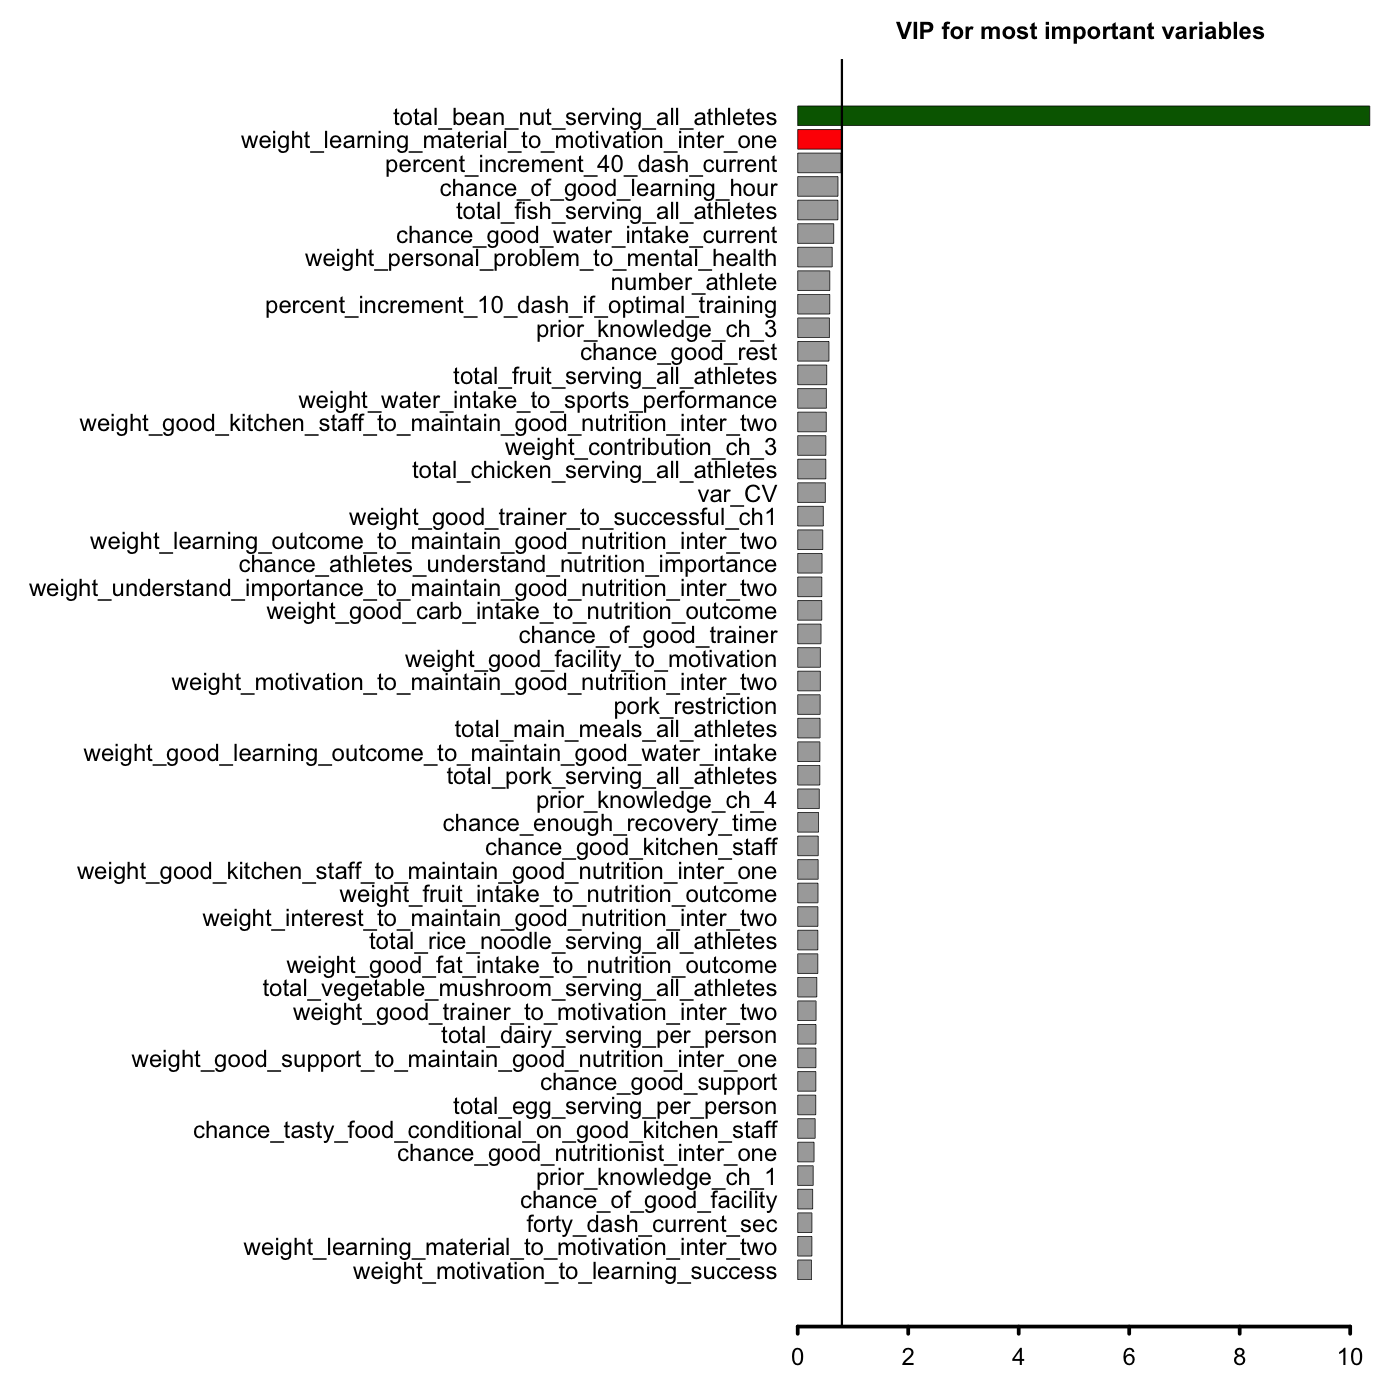 VIP for most important variables
total_bean_nut_serving_all_athletes
weight_learning_material_to_motivation_inter_one
percent_increment_40_dash_current
chance_of_good_learning_hour
total_fish_serving_all_athletes
chance_good_water_intake_current
weight_personal_problem_to_mental_health
number_athlete
percent_increment_10_dash_if_optimal_training
prior_knowledge_ch_3
chance_good_rest
total_fruit_serving_all_athletes
weight_water_intake_to_sports_performance
weight_good_kitchen_staff_to_maintain_good_nutrition_inter_two
weight_contribution_ch_3
total_chicken_serving_all_athletes
var_CV
weight_good_trainer_to_successful_ch1
weight_learning_outcome_to_maintain_good_nutrition_inter_two
chance_athletes_understand_nutrition_importance
weight_understand_importance_to_maintain_good_nutrition_inter_two
weight_good_carb_intake_to_nutrition_outcome
chance_of_good_trainer
weight_good_facility_to_motivation
weight_motivation_to_maintain_good_nutrition_inter_two
pork_restriction
total_main_meals_all_athletes
weight_good_learning_outcome_to_maintain_good_water_intake
total_pork_serving_all_athletes
prior_knowledge_ch_4
chance_enough_recovery_time
chance_good_kitchen_staff
weight_good_kitchen_staff_to_maintain_good_nutrition_inter_one
weight_fruit_intake_to_nutrition_outcome
weight_interest_to_maintain_good_nutrition_inter_two
total_rice_noodle_serving_all_athletes
weight_good_fat_intake_to_nutrition_outcome
total_vegetable_mushroom_serving_all_athletes
weight_good_trainer_to_motivation_inter_two
total_dairy_serving_per_person
weight_good_support_to_maintain_good_nutrition_inter_one
chance_good_support
total_egg_serving_per_person
chance_tasty_food_conditional_on_good_kitchen_staff
chance_good_nutritionist_inter_one
prior_knowledge_ch_1
chance_of_good_facility
forty_dash_current_sec
weight_learning_material_to_motivation_inter_two
weight_motivation_to_learning_success
0 2 4 6 8 10